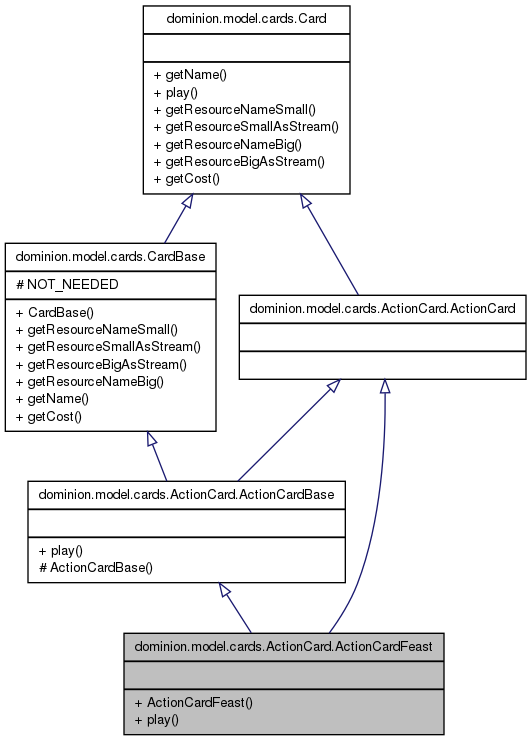 dominion.model.cards.Card
+ getName()
+ play()
+ getResourceNameSmall()
+ getResourceSmallAsStream()
+ getResourceNameBig()
+ getResourceBigAsStream()
+ getCost()
dominion.model.cards.CardBase
# NOT_NEEDED
+ CardBase()
+ getResourceNameSmall()
+ getResourceSmallAsStream()
+ getResourceBigAsStream()
+ getResourceNameBig()
+ getName()
+ getCost()
dominion.model.cards.ActionCard.ActionCard
dominion.model.cards.ActionCard.ActionCardBase
+ play()
# ActionCardBase()
dominion.model.cards.ActionCard.ActionCardFeast
+ ActionCardFeast()
+ play()